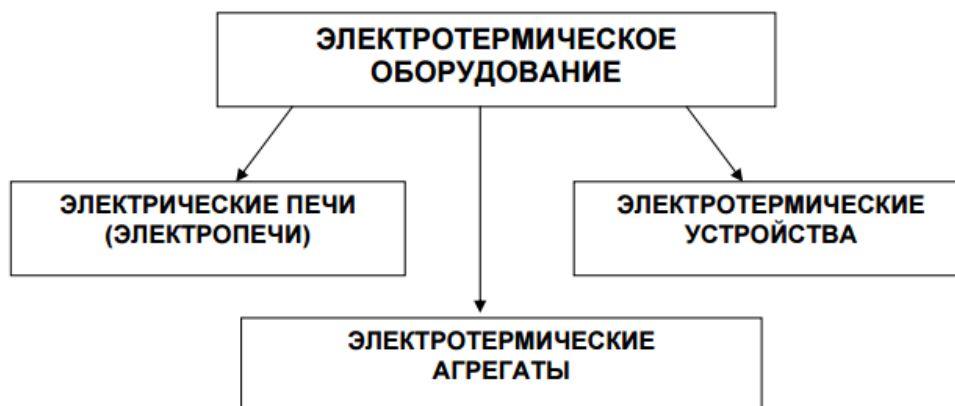 ЭЛЕКТРОТЕРМИЧЕСКОЕ
ОБОРУДОВАНИЕ
ЭЛЕКТРИЧЕСКИЕ ПЕЧИ
(ЭЛЕКТРОПЕЧИ)
ЭЛЕКТРОТЕРМИЧЕСКИЕ
УСТРОЙСТВА
ЭЛЕКТРОТЕРМИЧЕСКИЕ
АГРЕГАТЫ